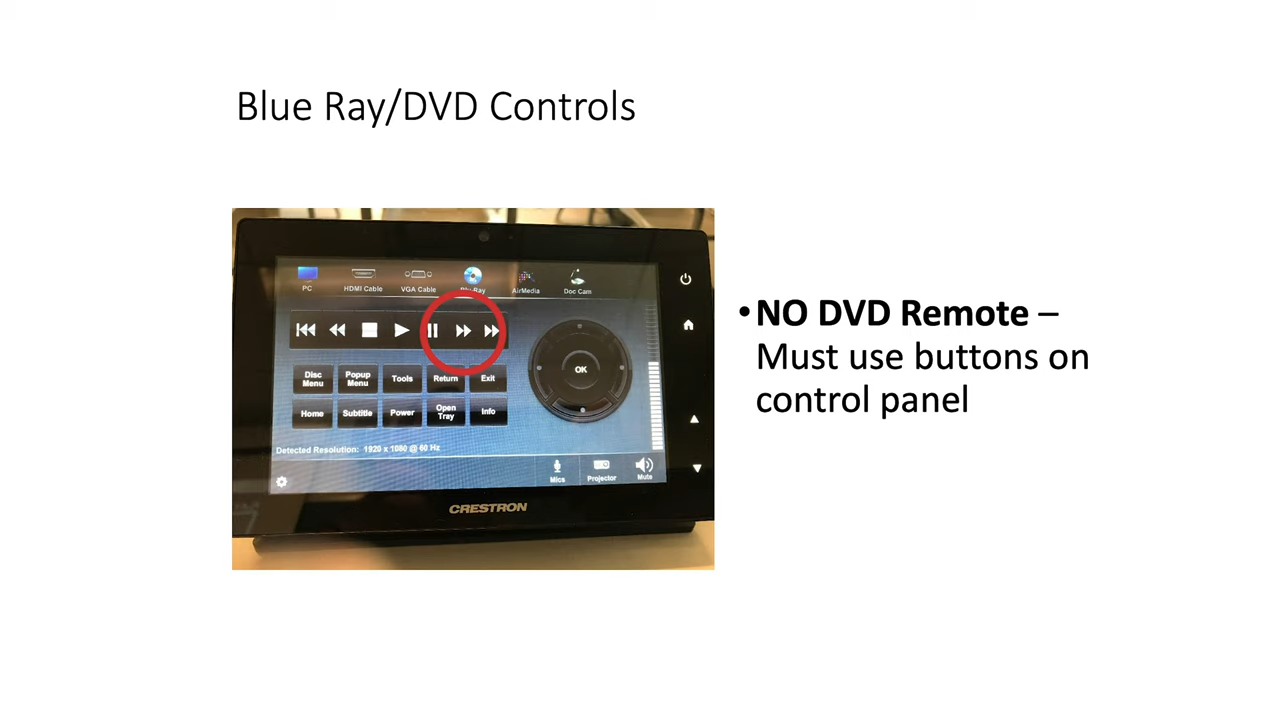 Blue Ray/DVD Controls
PC
HDMI Cable
VGA Cable
Blu-Ray
AirMedia
Doc Cam
Disc
Menu
Popup
Menu
Tools
Return
Exit
Home
Subtitle
Power
Open
Tray
Info
OK
Detected Resolution: 1920 x 1080 @ 60 Hz
Mics
Projector
Mute
CRESTRON
•NO DVD Remote –
Must use buttons on
control panel